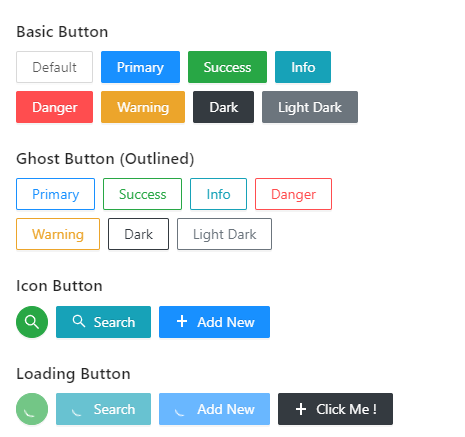 Basic Button
Default Primary Success Info
Danger Warning Dark Light Dark
Ghost Button (Outlined)
Primary Success Info Danger
Warning Dark Light Dark
Icon Button
Search Add New
Loading Button
Search Add New Click Me !